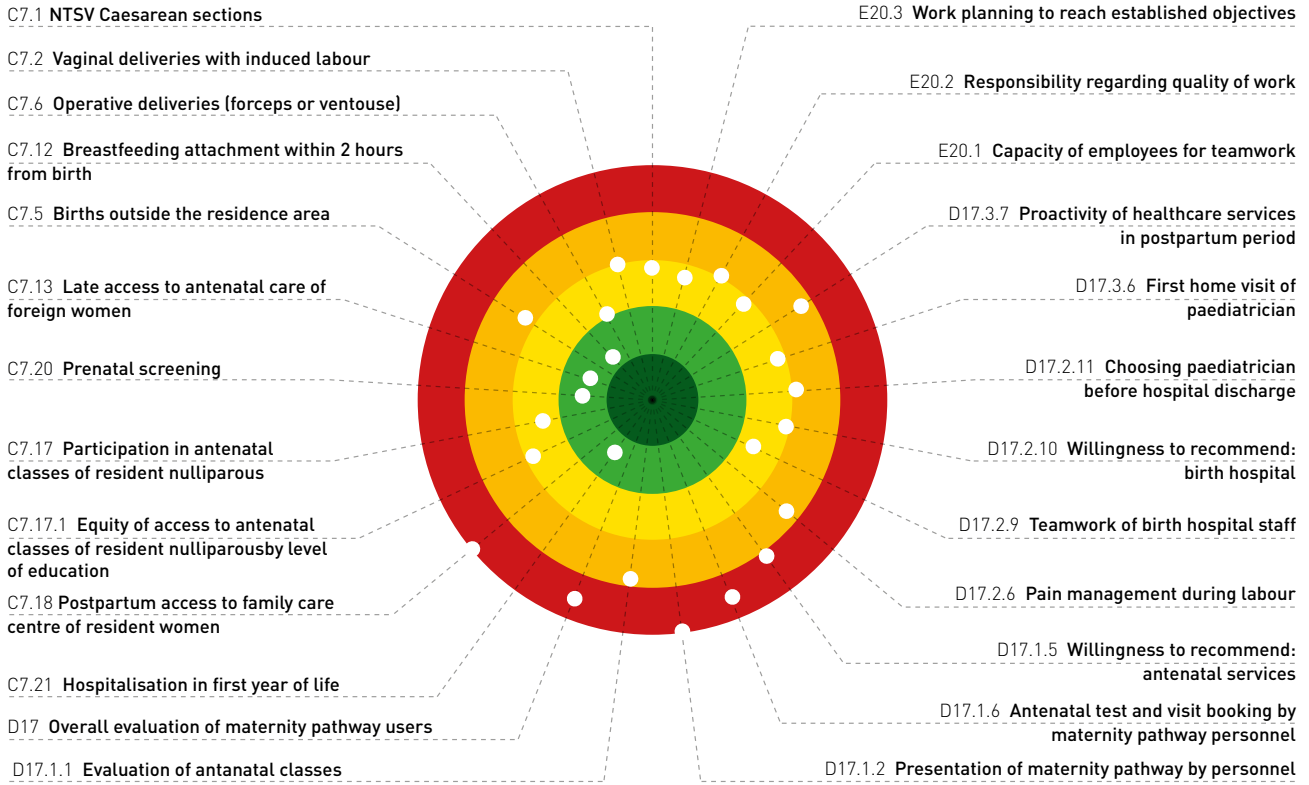 C7.1 NTSV Caesarean sections
C7.2 Vaginal deliveries with induced labour
C7.6 Operative deliveries (forceps or ventouse)
C7.12 Breastfeeding attachment within 2 hours
from birth
C7.5 Births outside the residence area
C7.13 Late access to antenatal care of
foreign women
C7.20 Prenatal screening
C7.17 Participation in antenatal
classes of resident nulliparous
C7.17.1 Equity of access to antenatal
classes of resident nulliparousby level
of education
C7.18 Postpartum access to family care
centre of resident women
C7.21 Hospitalisation in first year of life
D17 Overall evaluation of maternity pathway users
D17.1.1 Evaluation of antanatal classes
E20.3 Work planning to reach established objectives
E20.2 Responsibility regarding quality of work
E20.1 Capacity of employees for teamwork
D17.3.7 Proactivity of healthcare services
in postpartum period
D17.3.6 First home visit of
paediatrician
D17.2.11 Choosing paediatrician
before hospital discharge
D17.2.10 Willingness to recommend:
birth hospital
D17.2.9 Teamwork of birth hospital staff
D17.2.6 Pain management during labour
D17.1.5 Willingness to recommend:
antenatal services
D17.1.6 Antenatal test and visit booking by
maternity pathway personnel
D17.1.2 Presentation of maternity pathway by personnel